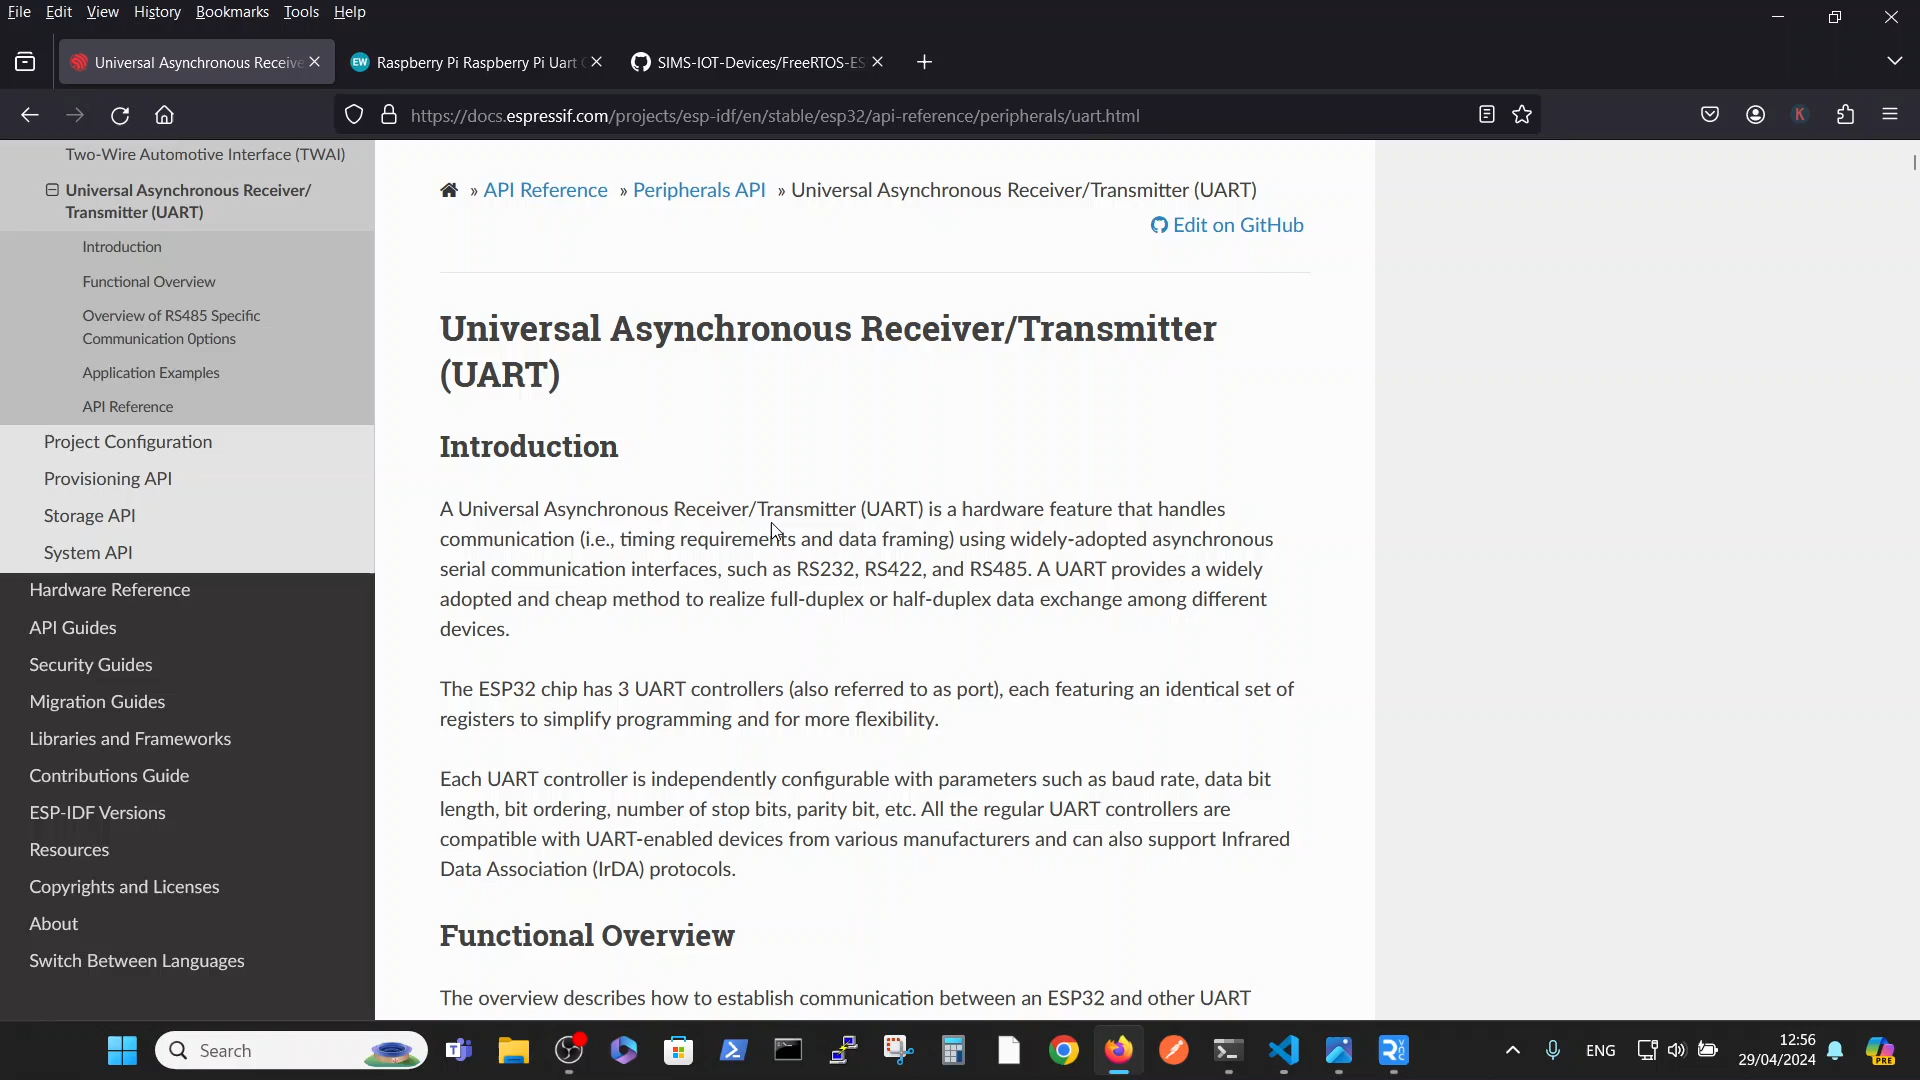 File Edit View History Bookmarks Tools Help
Universal Asynchronous Receive
Raspberry Pi Raspberry Pi Uart
SIMS-IOT-Devices/FreeRTOS-ES
https://docs.espressif.com/projects/esp-idf/en/stable/esp32/api-reference/peripherals/uart.html
K
Two-Wire Automotive Interface (TWAI)
Universal Asynchronous Receiver/
Transmitter (UART)
Introduction
Functional Overview
Overview of RS485 Specific
Communication 0ptions
Application Examples
API Reference
Project Configuration
Provisioning API
Storage API
System API
Hardware Reference
API Guides
Security Guides
Migration Guides
Libraries and Frameworks
Contributions Guide
ESP-IDF Versions
Resources
Copyrights and Licenses
About
Switch Between Languages
» API Reference » Peripherals API » Universal Asynchronous Receiver/Transmitter (UART)
Edit on GitHub
Universal Asynchronous Receiver/Transmitter
(UART)
Introduction
A Universal Asynchronous Receiver/Transmitter (UART) is a hardware feature that handles
communication (i.e., timing requirements and data framing) using widely-adopted asynchronous
serial communication interfaces, such as RS232, RS422, and RS485. A UART provides a widely
adopted and cheap method to realize full-duplex or half-duplex data exchange among different
devices.
The ESP32 chip has 3 UART controllers (also referred to as port), each featuring an identical set of
registers to simplify programming and for more flexibility.
Each UART controller is independently configurable with parameters such as baud rate, data bit
length, bit ordering, number of stop bits, parity bit, etc. All the regular UART controllers are
compatible with UART-enabled devices from various manufacturers and can also support Infrared
Data Association (IrDA) protocols.
Functional Overview
The overview describes how to establish communication between an ESP32 and other UART
Search
ENG
12:56
29/04/2024